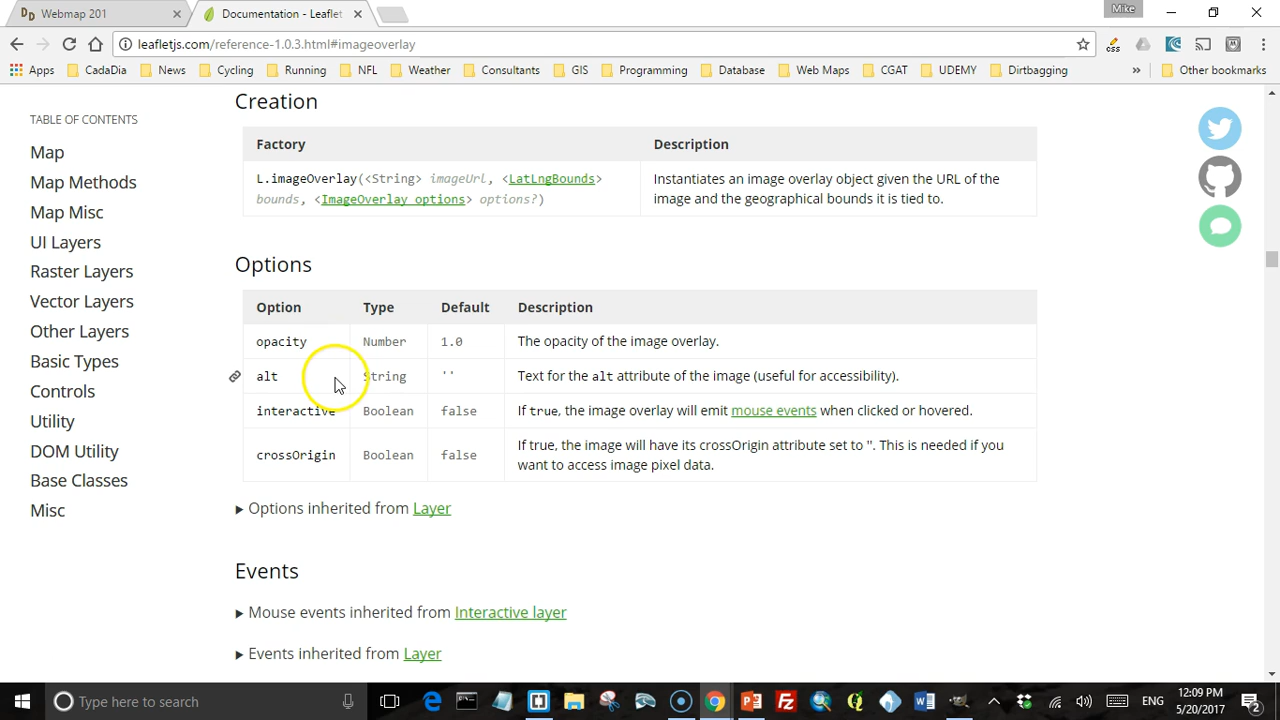 Webmap 201
Documentation - Leaflet
Mike
leafletjs.com/reference-1.0.3.html#imageoverlay
css
Apps CadaDia News Cycling Running NFL Weather Consultants GIS Programming Database Web Maps CGAT UDEMY Dirtbagging » Other bookmarks
TABLE OF CONTENTS
Map
Map Methods
Map Misc
UI Layers
Raster Layers
Vector Layers
Other Layers
Basic Types
Controls
Utility
DOM Utility
Base Classes
Misc
Creation
Factory Description
L.imageOverlay(<String> imageUrl, <LatLngBounds>
bounds, <ImageOverlay options> options?)
Instantiates an image overlay object given the URL of the
image and the geographical bounds it is tied to.
Options
Option Type Default Description
opacity Number 1.0 The opacity of the image overlay.
alt String '' Text for the alt attribute of the image (useful for accessibility).
interactive Boolean false If true, the image overlay will emit mouse events when clicked or hovered.
crossOrigin Boolean false If true, the image will have its crossOrigin attribute set to ''. This is needed if you
want to access image pixel data.
Options inherited from Layer
Events
Mouse events inherited from Interactive layer
Events inherited from Layer
Type here to search
ENG
12:09 PM
5/20/2017
2